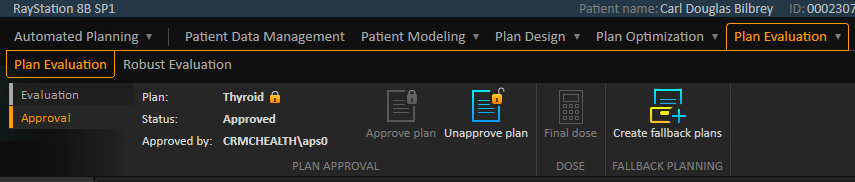 RayStation 8B SP1 Patient name: Carl Douglas Bilbrey ID: 0002307
Automated Planning Patient Data Management Patient Modeling Plan Design Plan Optimization Plan Evaluation
Plan Evaluation Robust Evaluation
Evaluation
Approval
Plan: Thyroid
Status: Approved
Approved by: CRMCHEALTH\aps0
Approve plan
Unapprove plan
Final dose
Create fallback plans
PLAN APPROVAL DOSE FALLBACK PLANNING